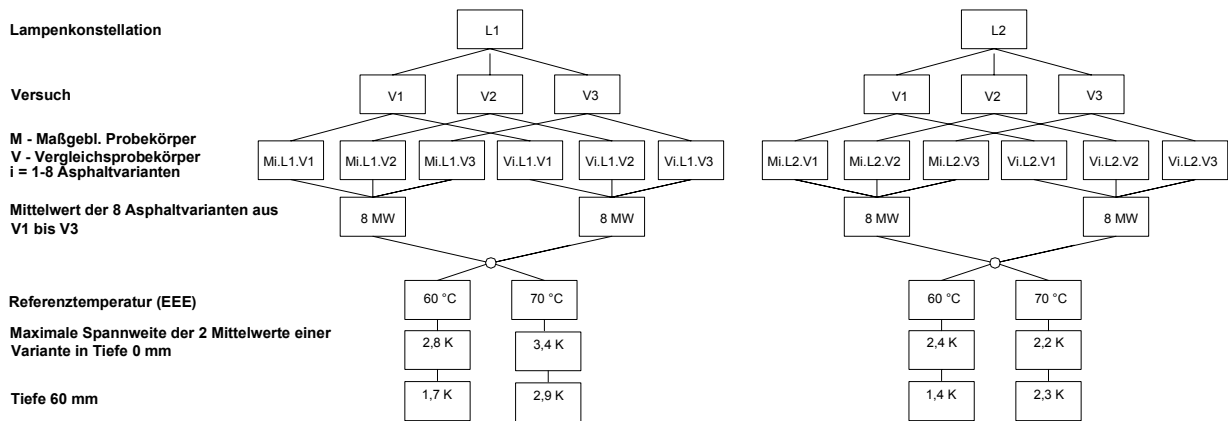 Lampenkonstellation L1 L2
Versuch V1 V2 V3 V1 V2 V3
M - Maßgebl. Probekörper
V - Vergleichsprobekörper
i = 1-8 Asphaltvarianten
Mi.L1.V1 Mi.L1.V2 Mi.L1.V3 Vi.L1.V1 Vi.L1.V2 Vi.L1.V3 Mi.L2.V1 Mi.L2.V2 Mi.L2.V3 Vi.L2.V1 Vi.L2.V2 Vi.L2.V3
Mittelwert der 8 Asphaltvarianten aus
V1 bis V3
8 MW 8 MW 8 MW 8 MW
Referenztemperatur (EEE) 60 °C 70 °C 60 °C 70 °C
Maximale Spannweite der 2 Mittelwerte einer
Variante in Tiefe 0 mm
2,8 K 3,4 K 2,4 K 2,2 K
Tiefe 60 mm 1,7 K 2,9 K 1,4 K 2,3 K